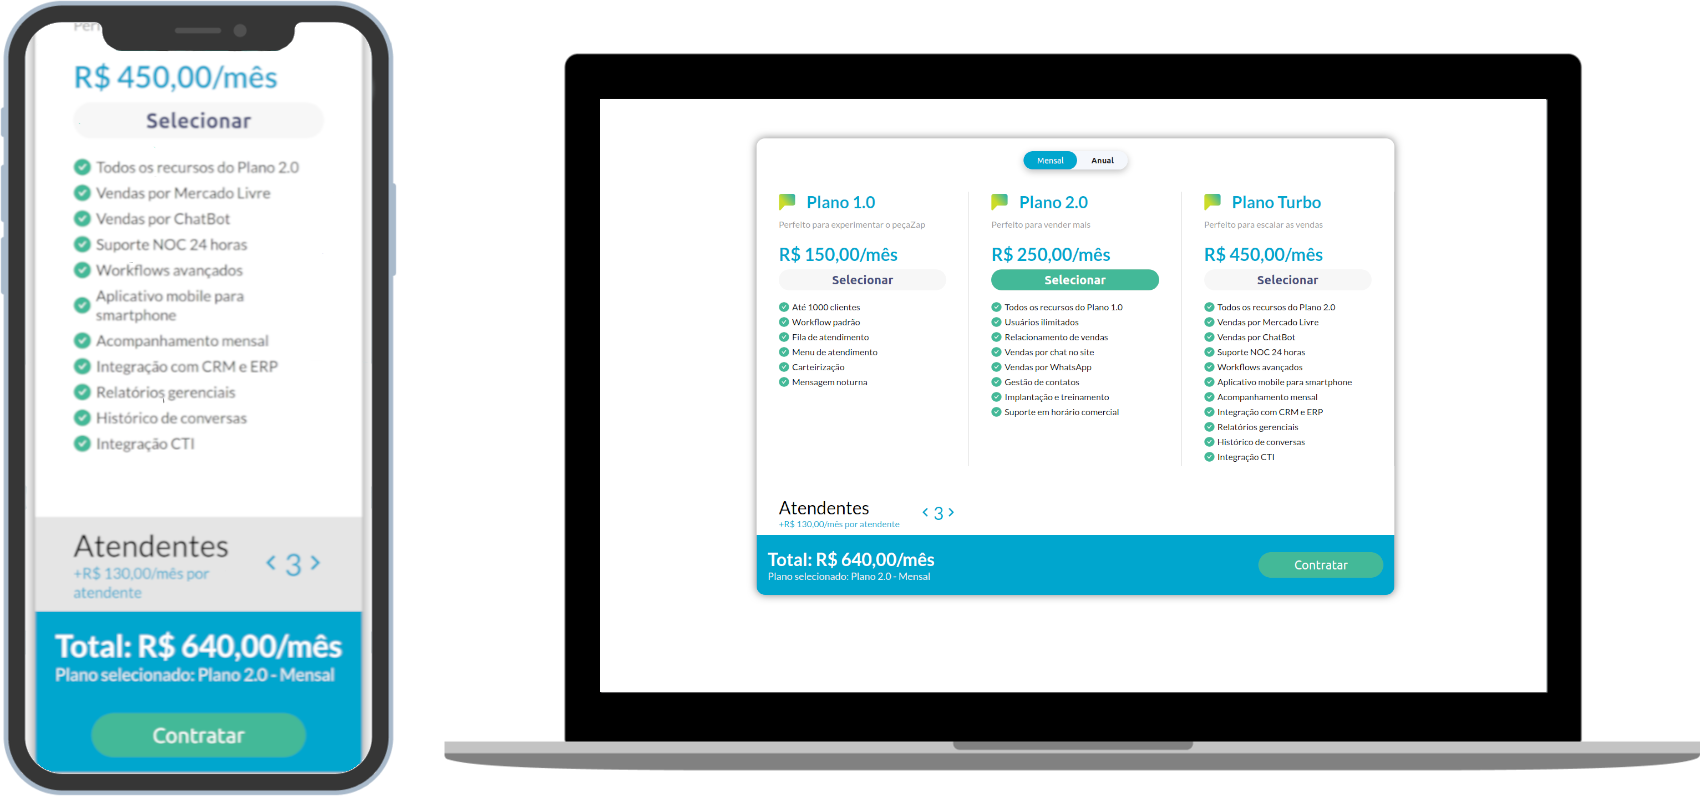 R$ 450,00/mês
Selecionar
Todos os recursos do Plano 2.0
Vendas por Mercado Livre
Vendas por ChatBot
Suporte NOC 24 horas
Workflows avançados
Aplicativo mobile para
smartphone
Acompanhamento mensal
Integração com CRM e ERP
Relatórios gerenciais
Histórico de conversas
Integração CTI
Atendentes
+R$ 130,00/mês por
atendente
< 3 >
Total: R$ 640,00/mês
Plano selecionado: Plano 2.0 - Mensal
Contratar
Mensal Anual
Plano 1.0
Perfeito para experimentar o peçaZap
R$ 150,00/mês
Selecionar
Até 1000 clientes
Workflow padrão
Fila de atendimento
Menu de atendimento
Carteirização
Mensagem noturna
Plano 2.0
Perfeito para vender mais
R$ 250,00/mês
Selecionar
Todos os recursos do Plano 1.0
Usuários ilimitados
Relacionamento de vendas
Vendas por chat no site
Vendas por WhatsApp
Gestão de contatos
Implantação e treinamento
Suporte em horário comercial
Plano Turbo
Perfeito para escalar as vendas
R$ 450,00/mês
Selecionar
Todos os recursos do Plano 2.0
Vendas por Mercado Livre
Vendas por ChatBot
Suporte NOC 24 horas
Workflows avançados
Aplicativo mobile para smartphone
Acompanhamento mensal
Integração com CRM e ERP
Relatórios gerenciais
Histórico de conversas
Integração CTI
Atendentes
+R$ 130,00/mês por atendente
< 3 >
Total: R$ 640,00/mês
Plano selecionado: Plano 2.0 - Mensal
Contratar